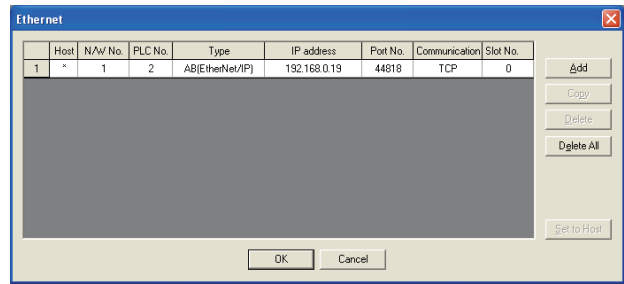 Ethernet
Host N/W No. PLC No. Type IP address Port No. Communication Slot No.
1 * 1 2 AB(EtherNet/IP) 192.168.0.19 44818 TCP 0
Add
Copy
Delete
Delete All
Set to Host
OK Cancel